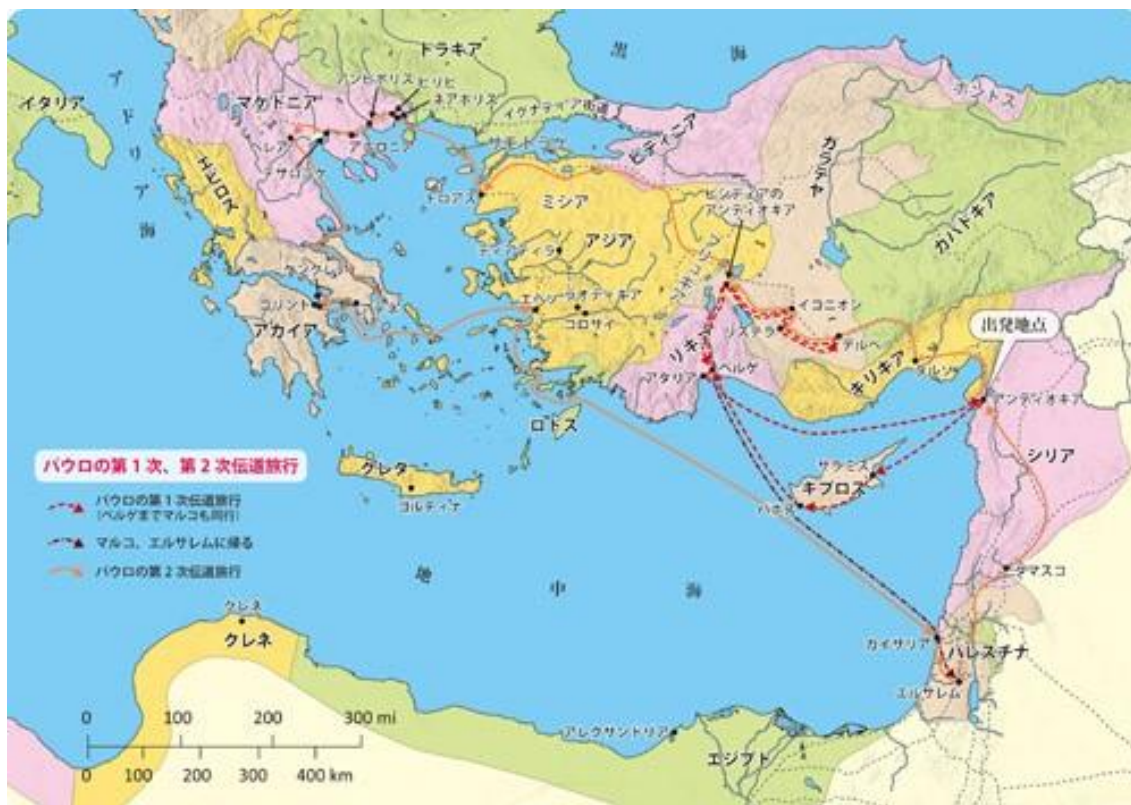 黒海
ドラキア
イタリア
アドリア海
マケドニア
アンピポリス
ピリピ
ネアポリス
イグナティア街道
ポントス
ビティニア
ベレア
アポロニア
テサロニケ
サモトラケ
エピロス
トロアス
ミシア
ガラテヤ
ピシディアの
アンティオキア
カパドキア
アジア
ティアティラ
ケンクレア
コリント
アテネ
アカイア
エペソ
ラオディキア
コロサイ
イコニオン
リステラ
デルベ
出発地点
リキア
ペルゲ
アタリア
キリキア
タルソ
アンティオキア
ロドス
シリア
パウロの第1次、第2次伝道旅行
クレタ
ゴルティナ
サラミス
キプロス
パポス
パウロの第1次伝道旅行
(ペルゲまでマルコも同行)
マルコ、エルサレムに帰る
パウロの第2次伝道旅行
地中海
ダマスコ
クレネ
クレネ
カイサリア
パレスチナ
エルサレム
0 100 200 300 mi
0 100 200 300 400 km
アレクサンドリア
エジプト